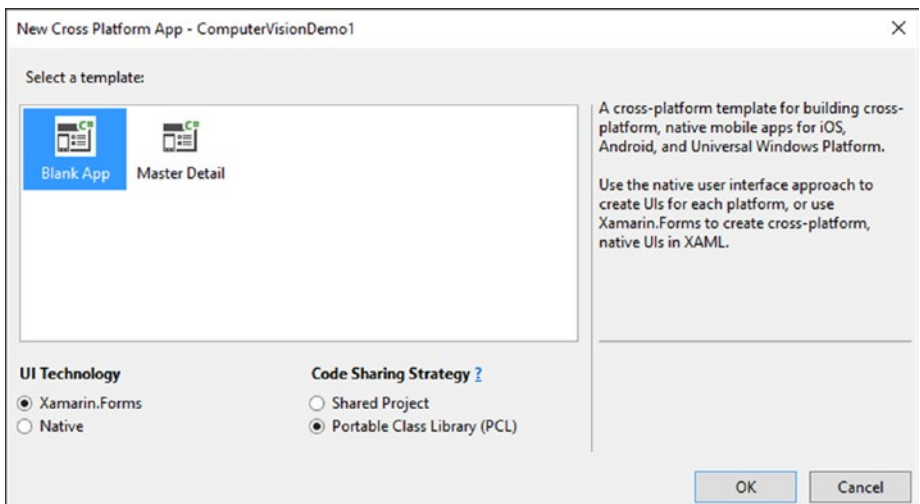 New Cross Platform App - ComputerVisionDemo1
Select a template:
C#
C#
Blank App
Master Detail
A cross-platform template for building cross-
platform, native mobile apps for iOS,
Android, and Universal Windows Platform.
Use the native user interface approach to
create UIs for each platform, or use
Xamarin.Forms to create cross-platform,
native UIs in XAML.
UI Technology
Xamarin.Forms
Native
Code Sharing Strategy ?
Shared Project
Portable Class Library (PCL)
OK
Cancel